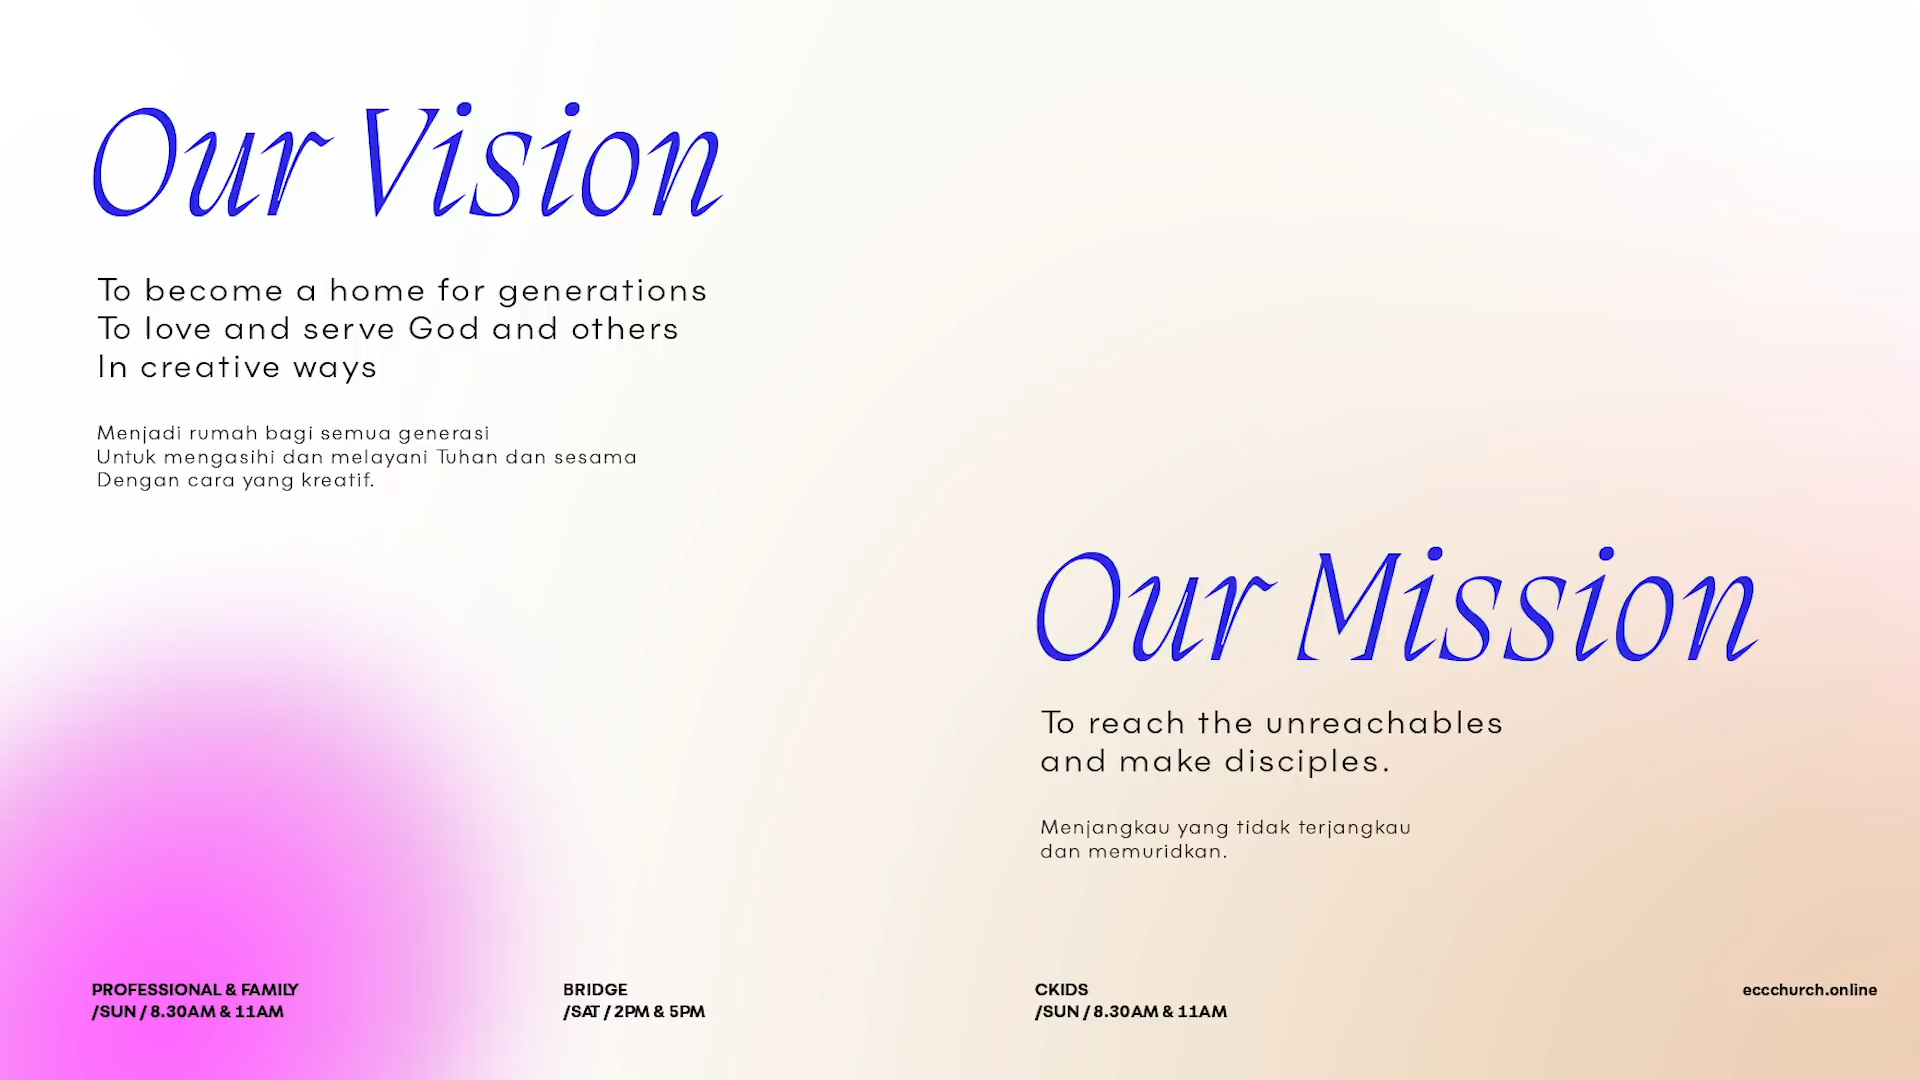 Our Vision
To become a home for generations
To love and serve God and others
In creative ways
Menjadi rumah bagi semua generasi
Untuk mengasihi dan melayani Tuhan dan sesama
Dengan cara yang kreatif.
Our Mission
To reach the unreachables
and make disciples.
Menjangkau yang tidak terjangkau
dan memuridkan.
PROFESSIONAL & FAMILY
/SUN / 8.30AM & 11AM
BRIDGE
/SAT / 2PM & 5PM
CKIDS
/SUN / 8.30AM & 11AM
eccchurch.online